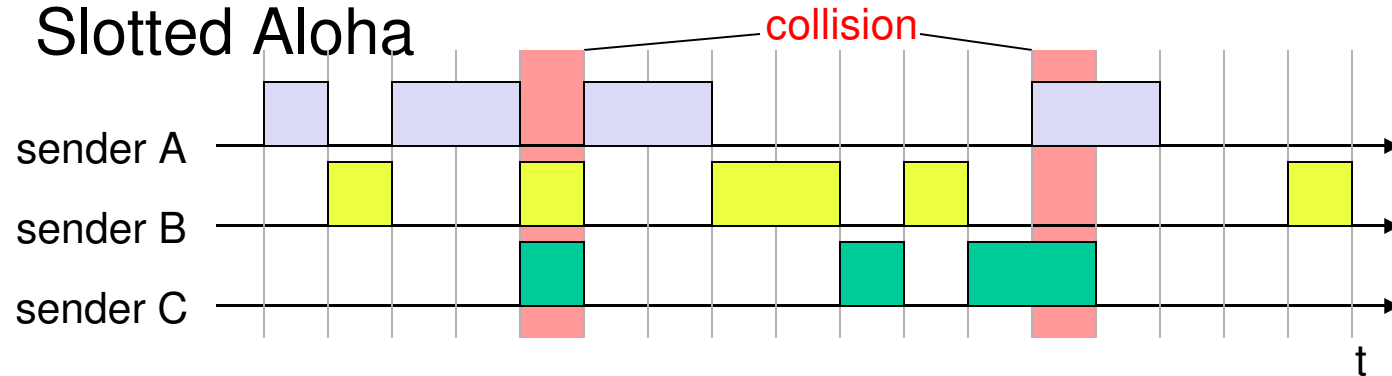 Slotted Aloha
collision
sender A
sender B
sender C
t